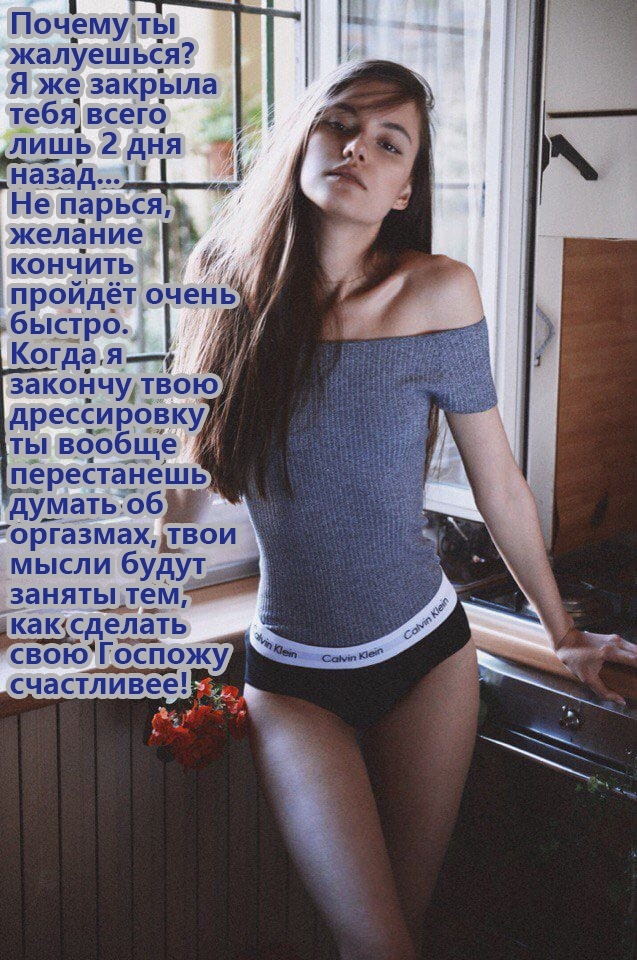 Почему ты
жалуешься?
Я же закрыла
тебя всего
лишь 2 дня
назад...
Не парься,
желание
кончить
пройдёт очень
быстро.
Когда я
закончу твою
дрессировку
ты вообще
перестанешь
думать об
оргазмах, твои
мысли будут
заняты тем,
как сделать
свою Госпожу
счастливее!
alvin Klein Calvin Klein Calvin Klein